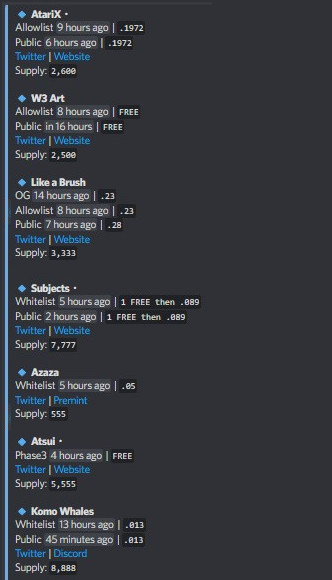 AtariX •
Allowlist 9 hours ago | .1972
Public 6 hours ago | .1972
Twitter | Website
Supply: 2,600
W3 Art
Allowlist 8 hours ago | FREE
Public in 16 hours | FREE
Twitter | Website
Supply: 2,500
Like a Brush
OG 14 hours ago | .23
Allowlist 8 hours ago | .23
Public 7 hours ago | .28
Twitter | Website
Supply: 3,333
Subjects •
Whitelist 5 hours ago | 1 FREE then .089
Public 2 hours ago | 1 FREE then .089
Twitter | Website
Supply: 7,777
Azaza
Whitelist 5 hours ago | .05
Twitter | Premint
Supply: 555
Atsui •
Phase3 4 hours ago | FREE
Twitter | Website
Supply: 5,555
Komo Whales
Whitelist 13 hours ago | .013
Public 45 minutes ago | .013
Twitter | Discord
Supply: 8,888